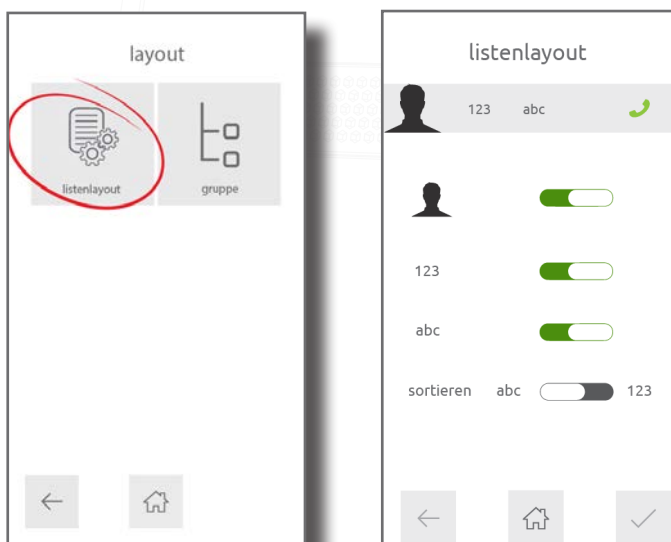 layout
listenlayout gruppe
listenlayout
123 abc
123
abc
sortieren abc 123